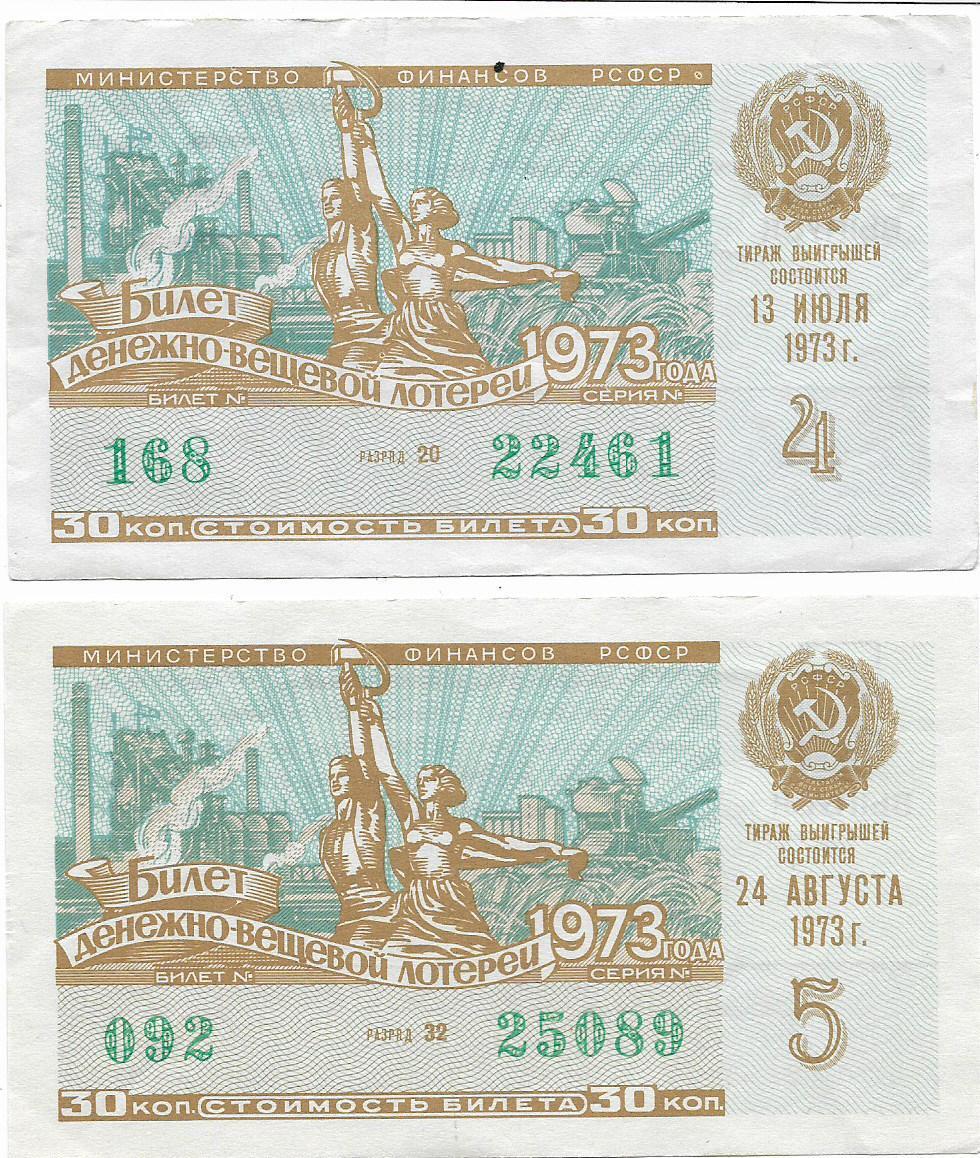 МИНИСТЕРСТВО ФИНАНСОВ РСФСР
РСФСР
ТИРАЖ ВЫИГРЫШЕЙ
СОСТОИТСЯ
13 ИЮЛЯ
1973 г.
4
Билет
денежно-вещевой лотереи 1973 года
БИЛЕТ № СЕРИЯ №
168 РАЗРЯД 20 22461
30 КОП. СТОИМОСТЬ БИЛЕТА 30 КОП.
МИНИСТЕРСТВО ФИНАНСОВ РСФСР
РСФСР
ТИРАЖ ВЫИГРЫШЕЙ
СОСТОИТСЯ
24 АВГУСТА
1973 г.
5
Билет
денежно-вещевой лотереи 1973 года
БИЛЕТ № СЕРИЯ №
092 РАЗРЯД 32 25089
30 КОП. СТОИМОСТЬ БИЛЕТА 30 КОП.